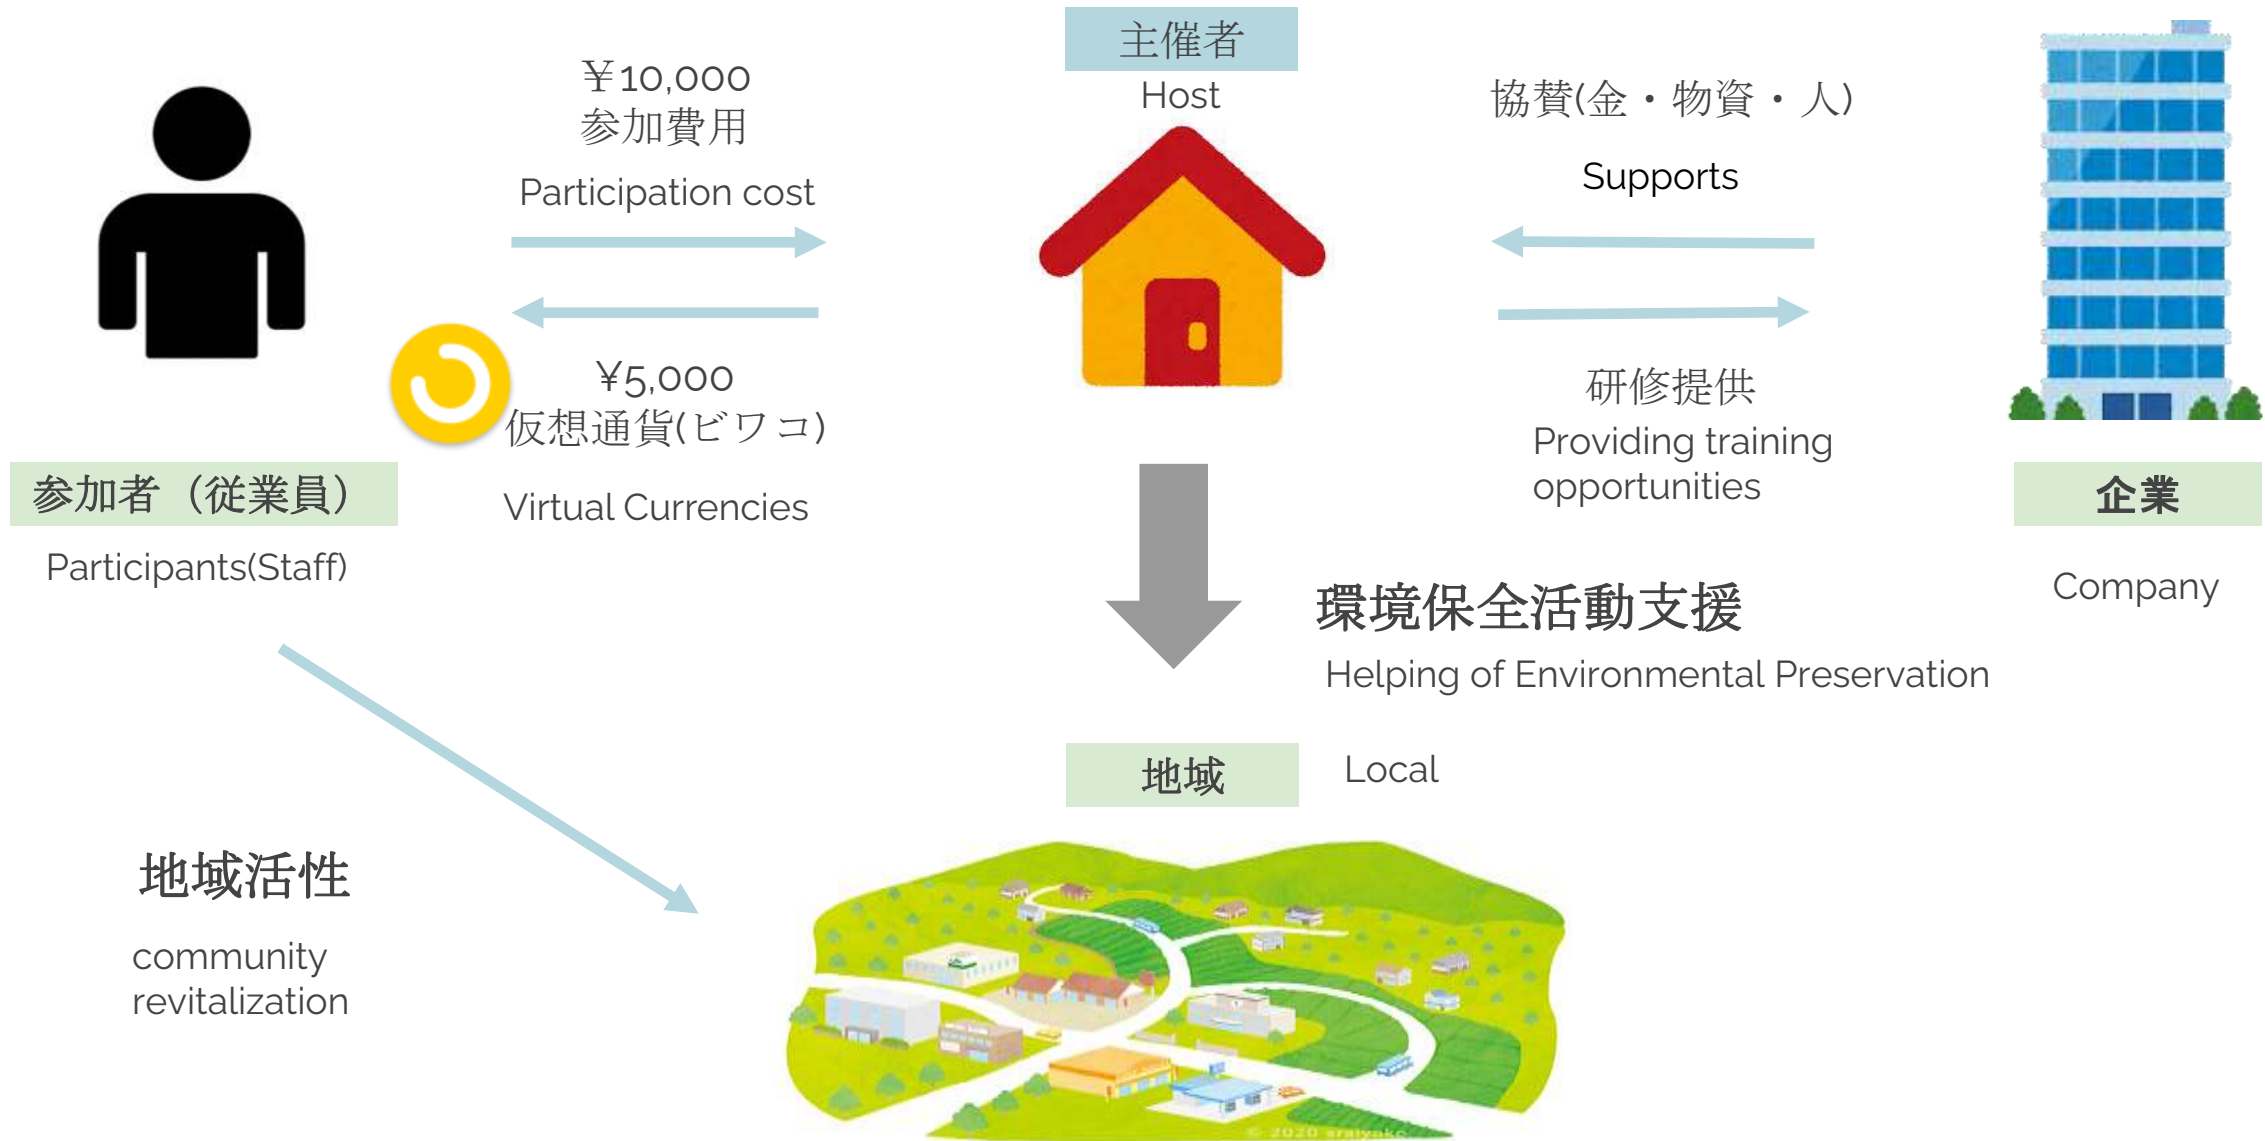 主催者
Host
￥10,000
参加費用
Participation cost
協賛(金・物資・人)
Supports
¥5,000
仮想通貨(ビワコ)
Virtual Currencies
研修提供
Providing training
opportunities
参加者（従業員）
Participants(Staff)
企業
Company
環境保全活動支援
Helping of Environmental Preservation
地域
Local
地域活性
community
revitalization
© 2020 araiyuko